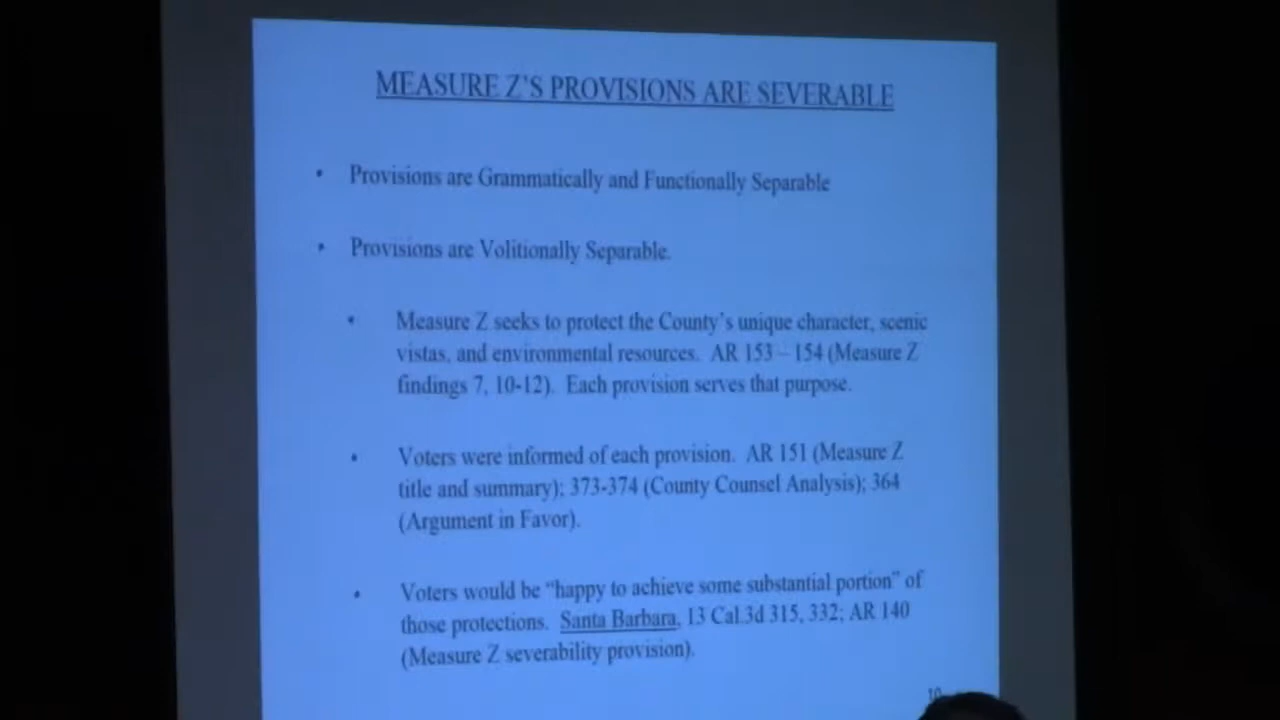 MEASURE Z'S PROVISIONS ARE SEVERABLE
• Provisions are Grammatically and Functionally Separable
• Provisions are Volitionally Separable.
• Measure Z seeks to protect the County's unique character, scenic
vistas, and environmental resources. AR 153 – 154 (Measure Z
findings 7, 10-12). Each provision serves that purpose.
• Voters were informed of each provision. AR 151 (Measure Z
title and summary); 373-374 (County Counsel Analysis); 364
(Argument in Favor).
• Voters would be “happy to achieve some substantial portion” of
those protections. Santa Barbara, 13 Cal.3d 315, 332; AR 140
(Measure Z severability provision).
10